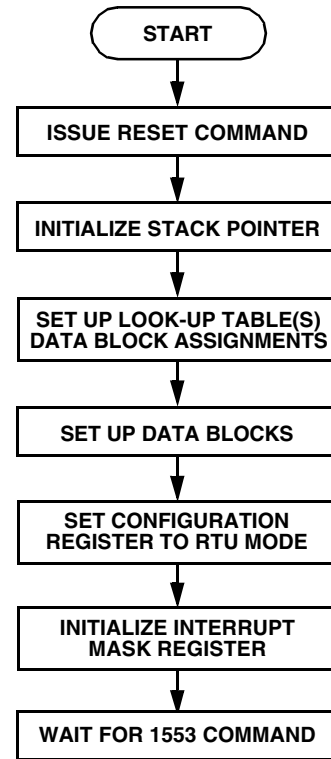 START
ISSUE RESET COMMAND
INITIALIZE STACK POINTER
SET UP LOOK-UP TABLE(S)
DATA BLOCK ASSIGNMENTS
SET UP DATA BLOCKS
SET CONFIGURATION
REGISTER TO RTU MODE
INITIALIZE INTERRUPT
MASK REGISTER
WAIT FOR 1553 COMMAND